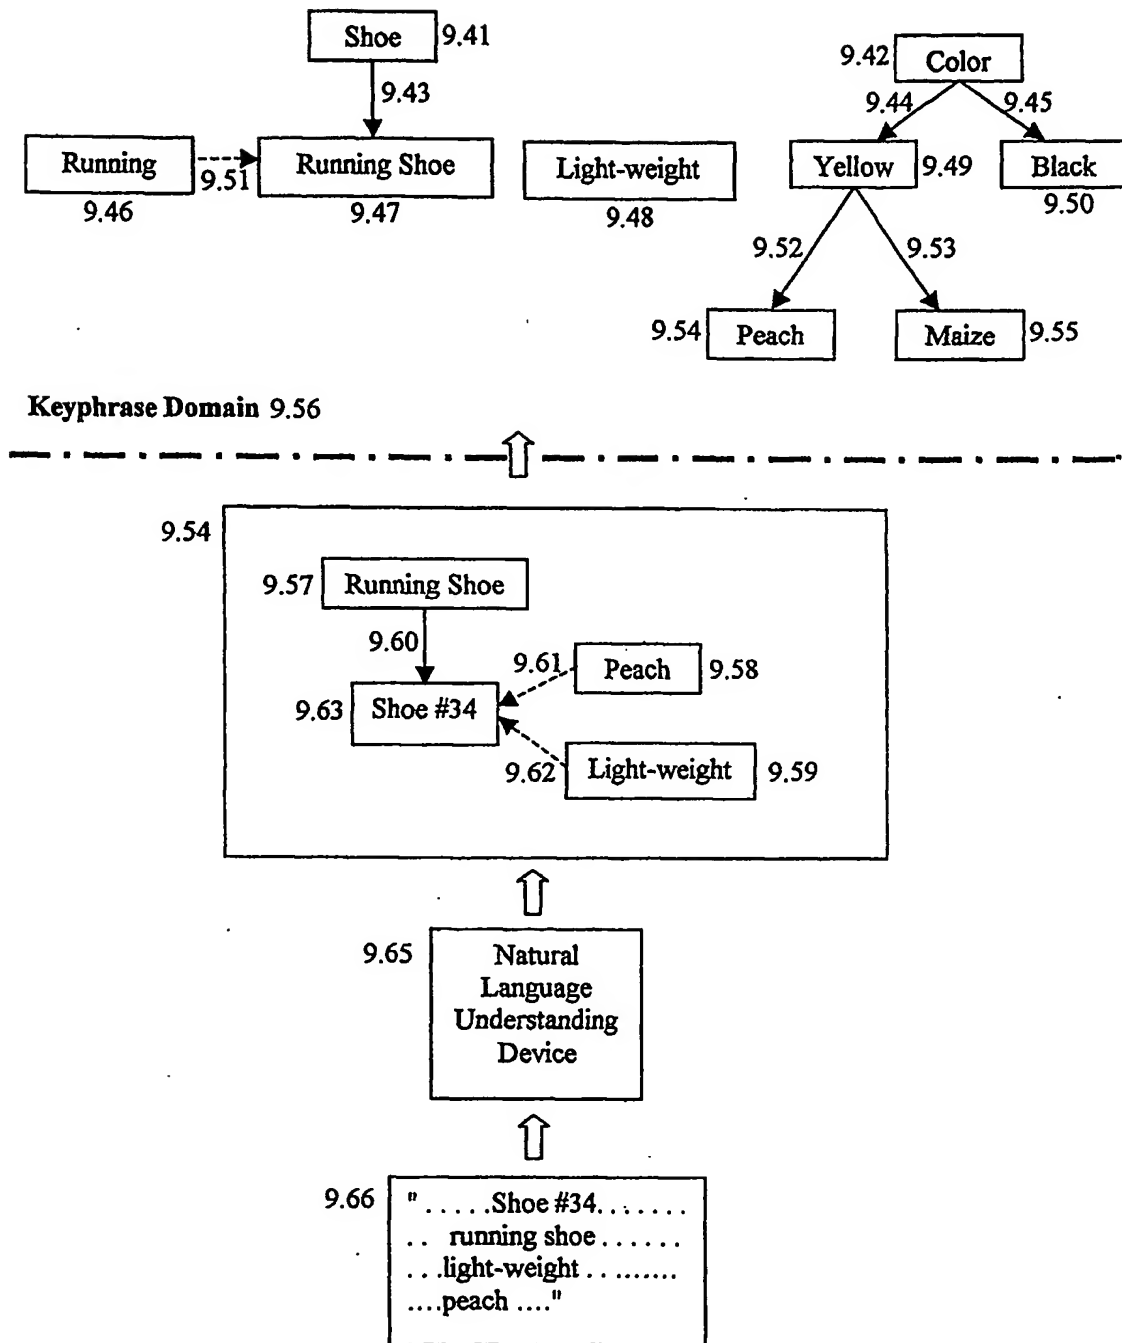 Shoe 9.41
9.42 Color
9.43
9.44 9.45
Running 9.51 Running Shoe Light-weight Yellow 9.49 Black
9.46 9.47 9.48 9.50
9.52 9.53
9.54 Peach Maize 9.55
Keyphrase Domain 9.56
9.54
9.57 Running Shoe
9.60
9.61 Peach 9.58
9.63 Shoe #34
9.62 Light-weight 9.59
9.65 Natural
Language
Understanding
Device
9.66 " . . . . .Shoe #34. . . . . . .
. . running shoe . . . . . .
. . .light-weight . . . . . . . . .
....peach ...."